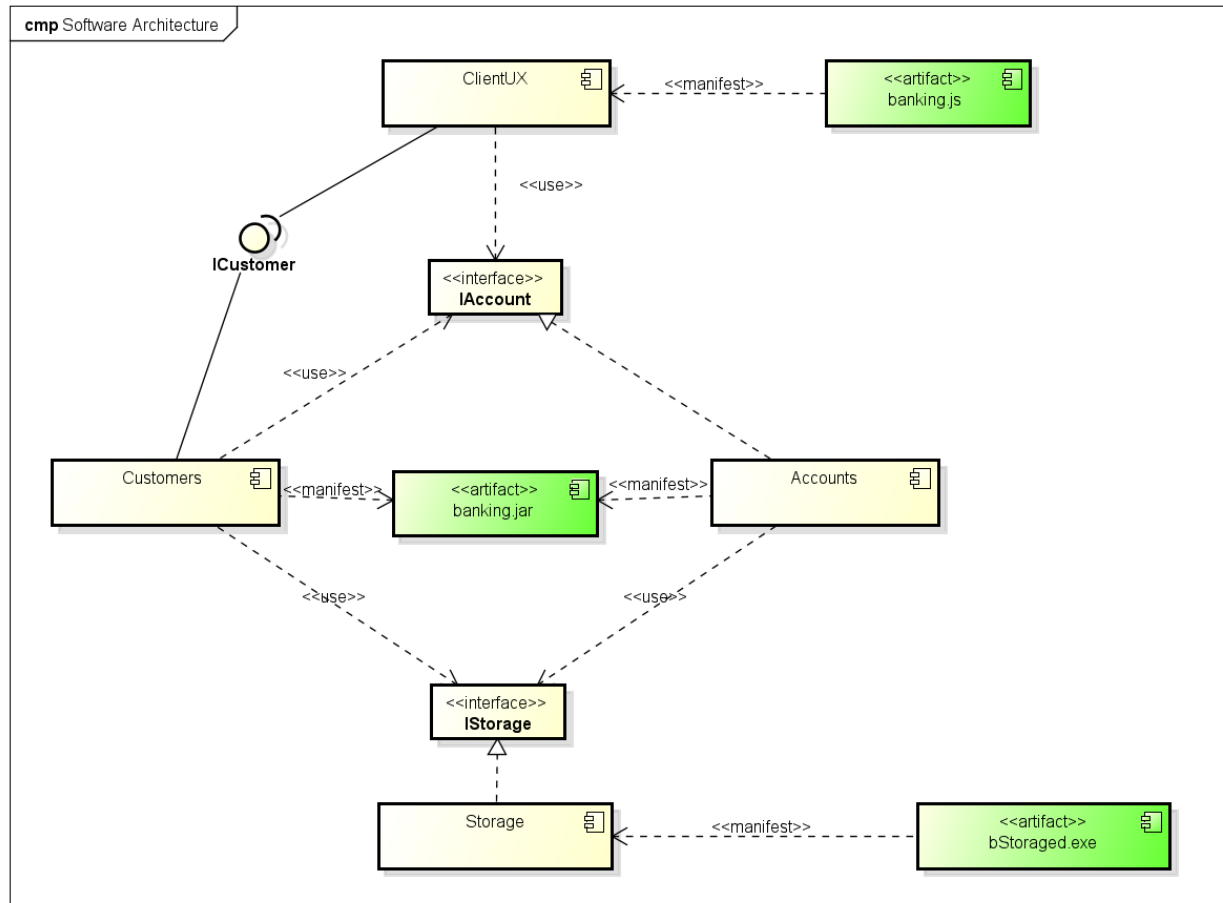 cmp Software Architecture
ClientUX
<<manifest>>
<<artifact>>
banking.js
<<use>>
ICustomer
<<interface>>
IAccount
<<use>>
Customers
<<manifest>>
<<artifact>>
banking.jar
<<manifest>>
Accounts
<<use>>
<<use>>
<<interface>>
IStorage
Storage
<<manifest>>
<<artifact>>
bStoraged.exe